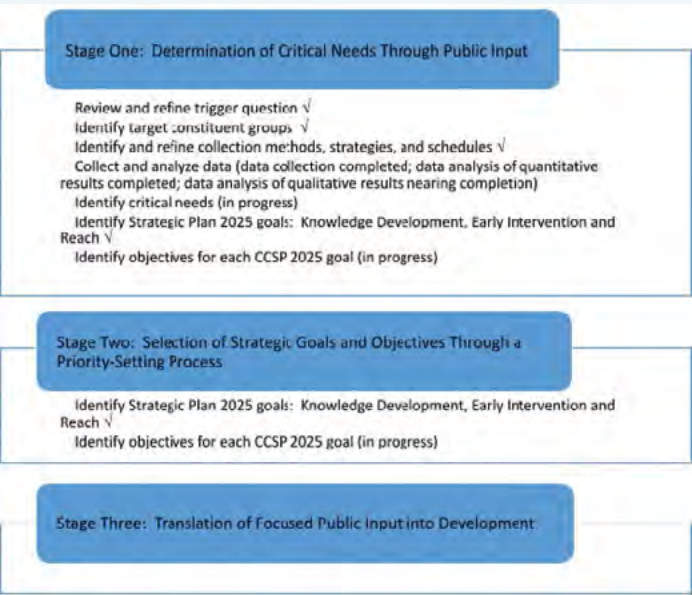 Stage One: Determination of Critical Needs Through Public Input
Review and refine trigger question √
Identify target constituent groups √
Identify and refine collection methods, strategies, and schedules √
Collect and analyze data (data collection completed; data analysis of quantitative
results completed; data analysis of qualitative results nearing completion)
Identify critical needs (in progress)
Identify Strategic Plan 2025 goals: Knowledge Development, Early Intervention and
Reach √
Identify objectives for each CCSP 2025 goal (in progress)
Stage Two: Selection of Strategic Goals and Objectives Through a
Priority-Setting Process
Identify Strategic Plan 2025 goals: Knowledge Development, Early Intervention and
Reach √
Identify objectives for each CCSP 2025 goal (in progress)
Stage Three: Translation of Focused Public Input into Development